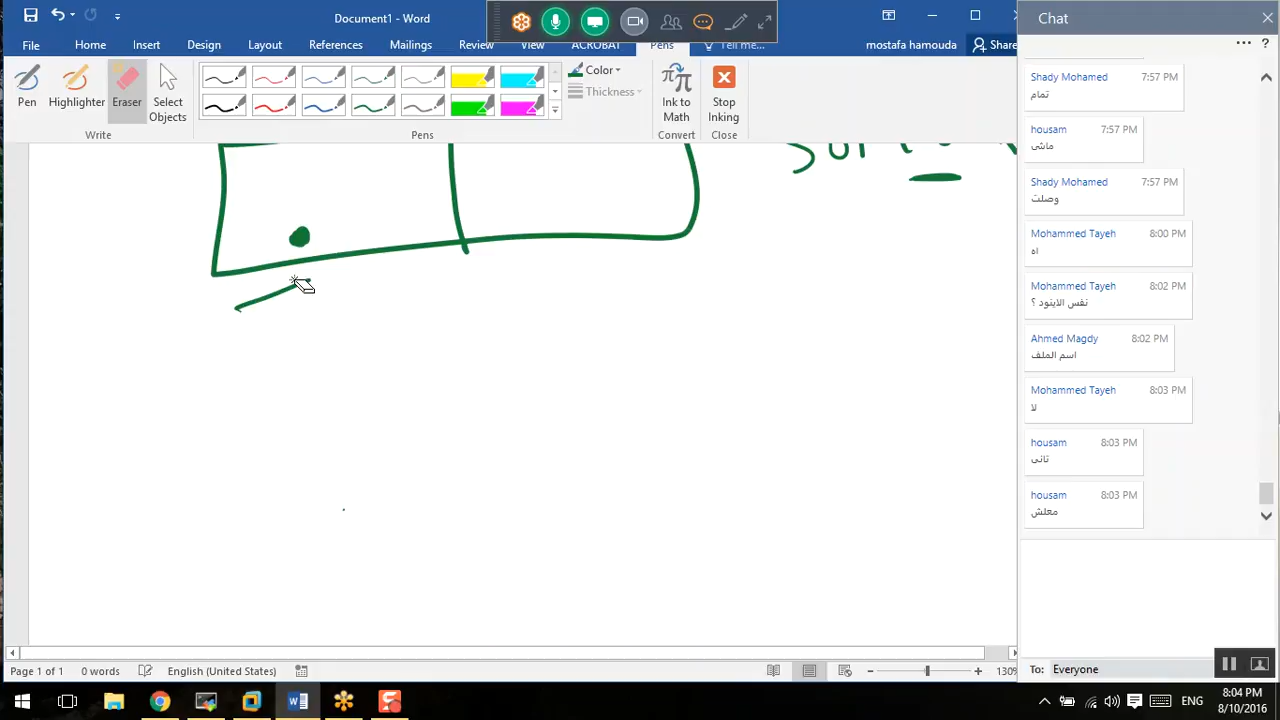 Document1 - Word
File
Home
Insert
Design
Layout
References
Mailings
Review
View
ACROBAT
Pens
Tell me...
mostafa hamouda
Share
Pen
Highlighter
Eraser
Select
Objects
Color
Thickness
Ink to
Math
Stop
Inking
Write
Pens
Convert
Close
Chat
?
Shady Mohamed 7:57 PM
تمام
housam 7:57 PM
ماشى
Shady Mohamed 7:57 PM
وصلت
Mohammed Tayeh 8:00 PM
اه
Mohammed Tayeh 8:02 PM
نفس الاينود ؟
Ahmed Magdy 8:02 PM
اسم الملف
Mohammed Tayeh 8:03 PM
لا
housam 8:03 PM
تانى
housam 8:03 PM
معلش
To: Everyone
Page 1 of 1
0 words
English (United States)
130%
ENG
8:04 PM
8/10/2016